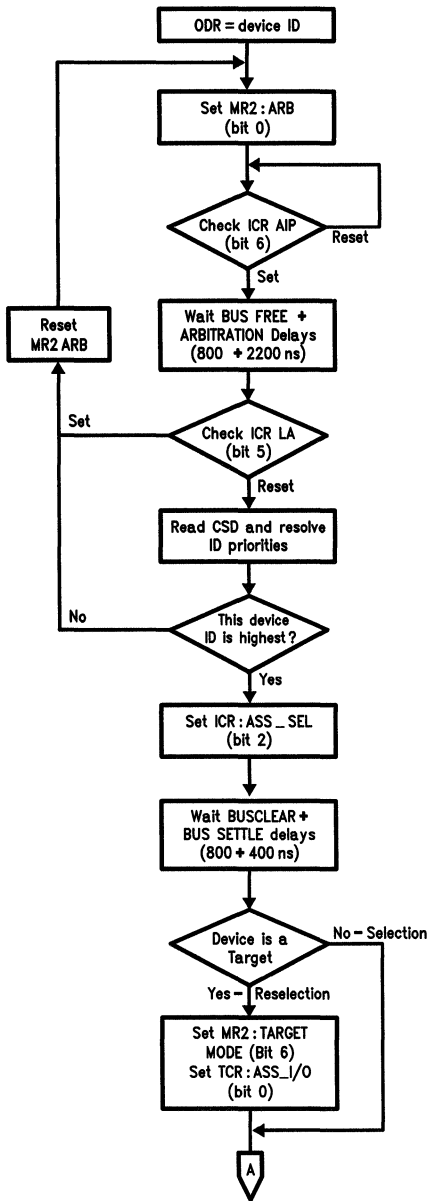 ODR = device ID
Set MR2 : ARB
(bit 0)
Check ICR AIP
(bit 6)
Reset
Set
Wait BUS FREE +
ARBITRATION Delays
(800 + 2200 ns)
Reset
MR2 ARB
Set
Check ICR LA
(bit 5)
Reset
Read CSD and resolve
ID priorities
No
This device
ID is highest?
Yes
Set ICR : ASS_SEL
(bit 2)
Wait BUSCLEAR +
BUS SETTLE delays
(800 + 400 ns)
No - Selection
Device is a
Target
Yes - Reselection
Set MR2 : TARGET
MODE (Bit 6)
Set TCR : ASS_I/O
(bit 0)
A